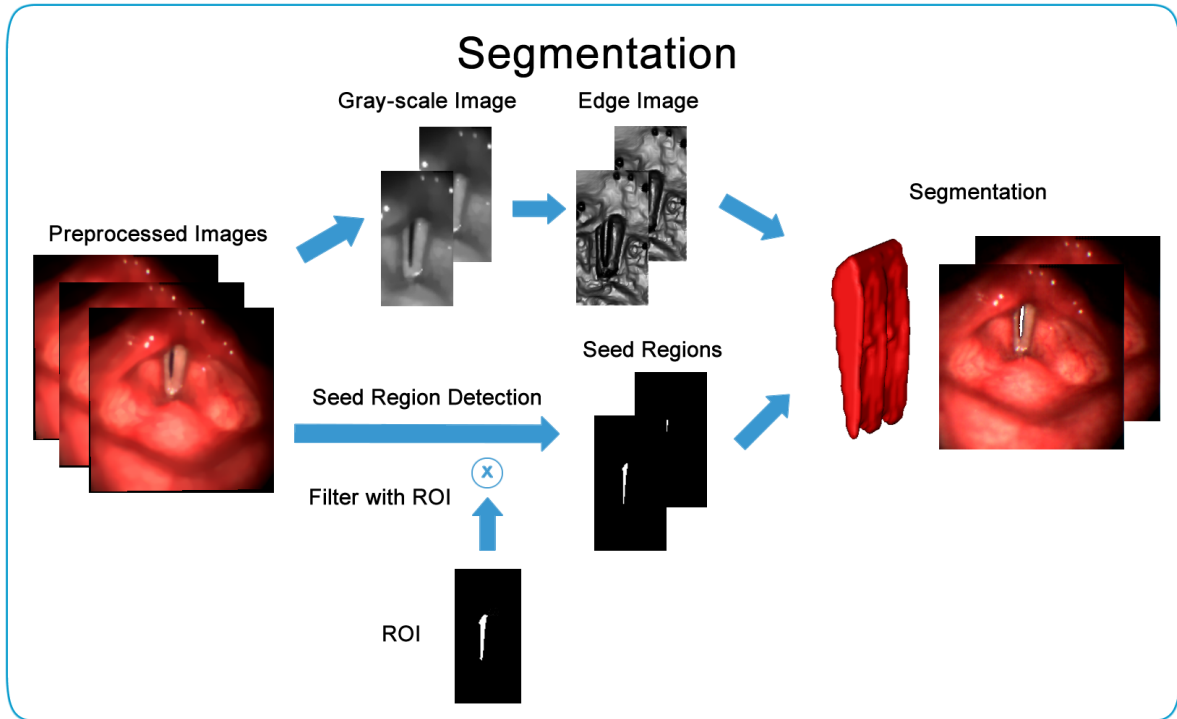 Segmentation
Gray-scale Image
Edge Image
Segmentation
Preprocessed Images
Seed Regions
Seed Region Detection
x
Filter with ROI
ROI